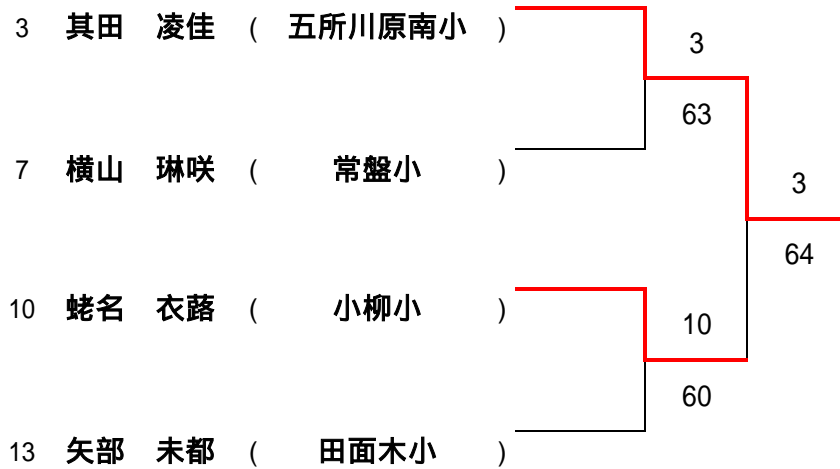 3 其田 凌佳 ( 五所川原南小 )
3
63
7 横山 琳咲 ( 常盤小 )
3
64
10 蛯名 衣蕗 ( 小柳小 )
10
60
13 矢部 未都 ( 田面木小 )